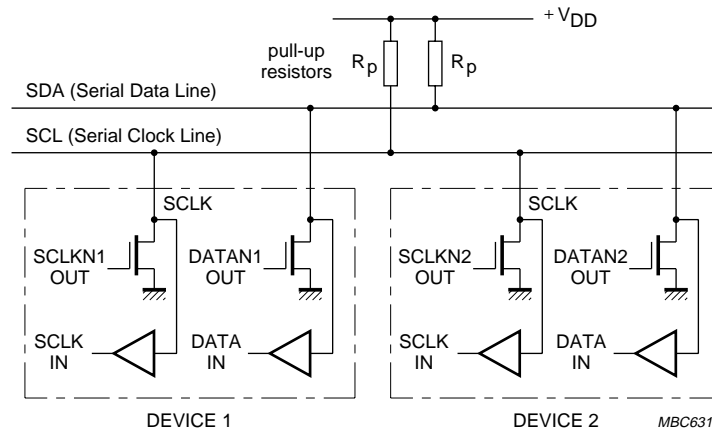 + VDD
pull-up
resistors
Rp
Rp
SDA (Serial Data Line)
SCL (Serial Clock Line)
SCLK
SCLK
SCLKN1
OUT
DATAN1
OUT
SCLKN2
OUT
DATAN2
OUT
SCLK
IN
DATA
IN
SCLK
IN
DATA
IN
DEVICE 1
DEVICE 2
MBC631